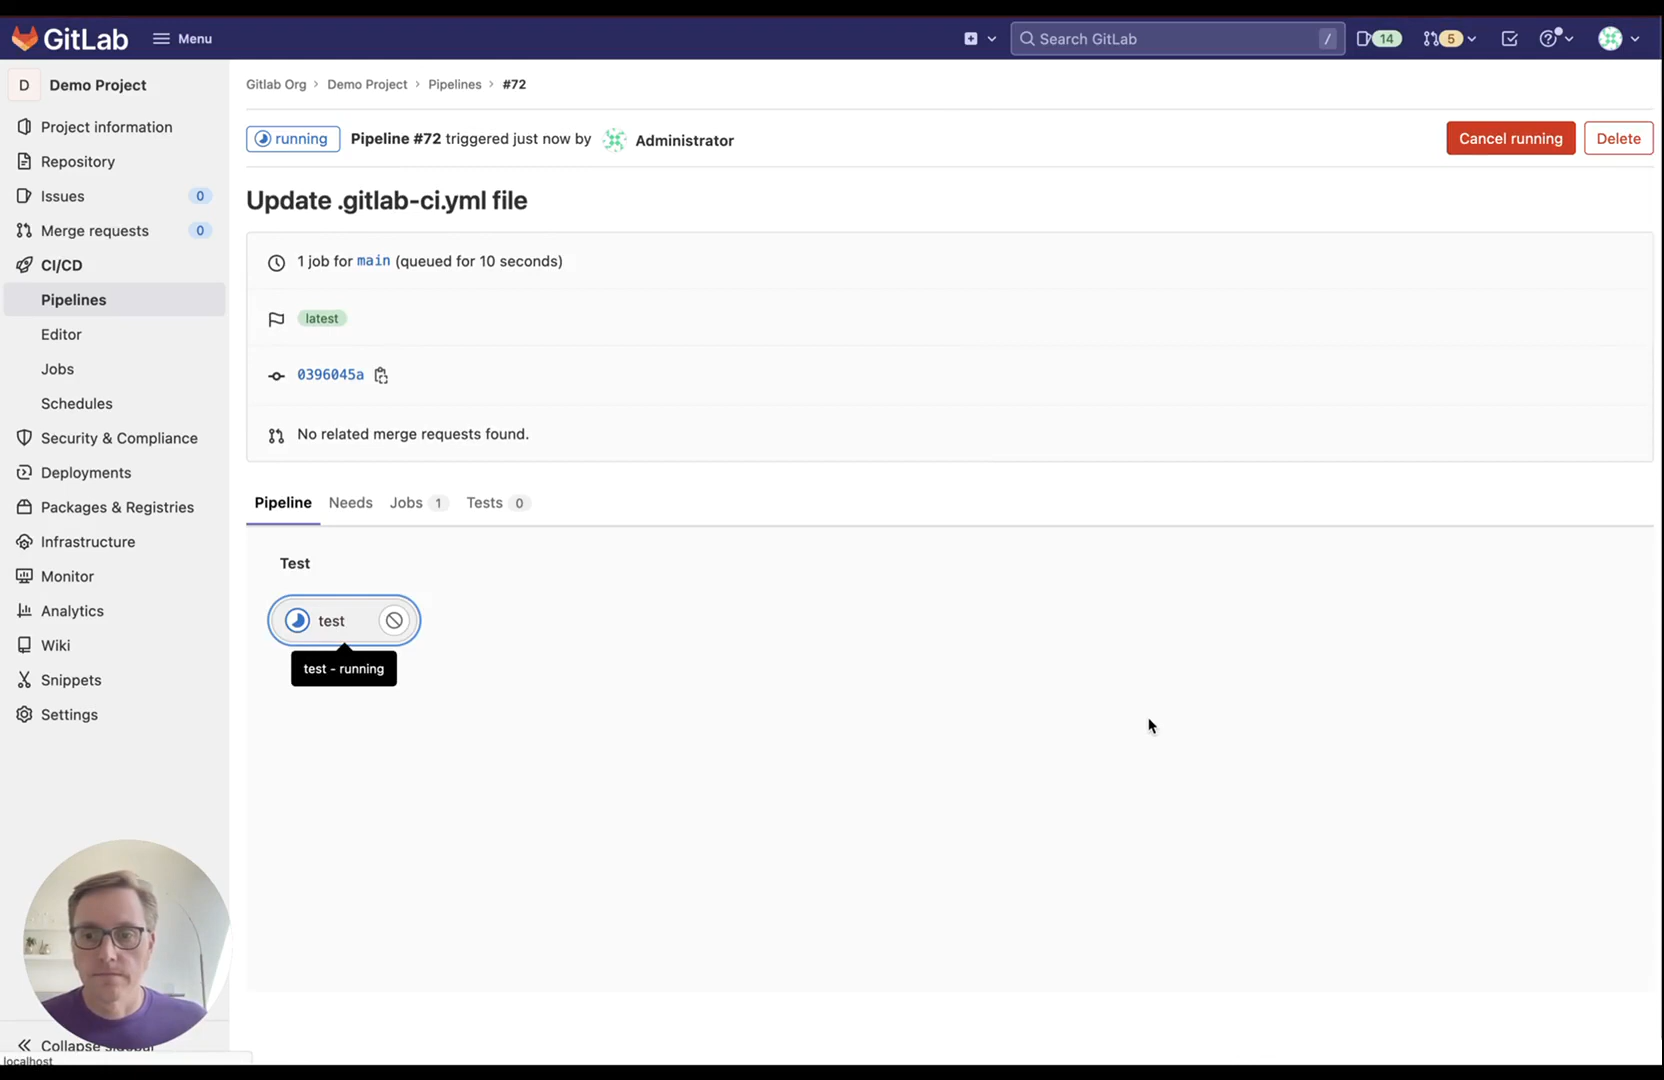 GitLab
Menu
Search GitLab
/
14
5
D
Demo Project
Project information
Repository
Issues
0
Merge requests
0
CI/CD
Pipelines
Editor
Jobs
Schedules
Security & Compliance
Deployments
Packages & Registries
Infrastructure
Monitor
Analytics
Wiki
Snippets
Settings
Collapse sidebar
localhost
Gitlab Org › Demo Project › Pipelines › #72
running Pipeline #72 triggered just now by Administrator
Cancel running
Delete
Update .gitlab-ci.yml file
1 job for main (queued for 10 seconds)
latest
0396045a
No related merge requests found.
Pipeline Needs Jobs 1 Tests 0
Test
test
test - running